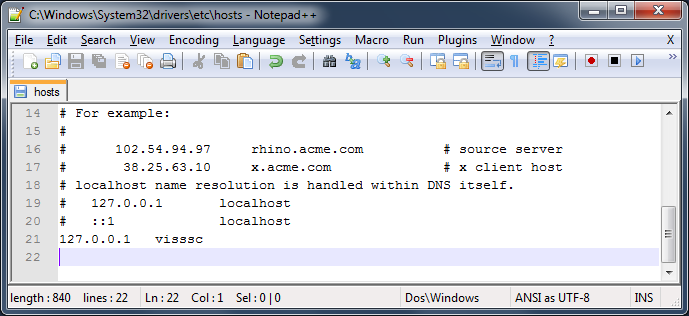 C:\Windows\System32\drivers\etc\hosts - Notepad++
File Edit Search View Encoding Language Settings Macro Run Plugins Window ? X
hosts
14 # For example:
15 #
16 #      102.54.94.97     rhino.acme.com          # source server
17 #       38.25.63.10     x.acme.com              # x client host
18 # localhost name resolution is handled within DNS itself.
19 #   127.0.0.1       localhost
20 #   ::1             localhost
21 127.0.0.1   visssc
22
length : 840 lines : 22 Ln : 22 Col : 1 Sel : 0 | 0 Dos\Windows ANSI as UTF-8 INS